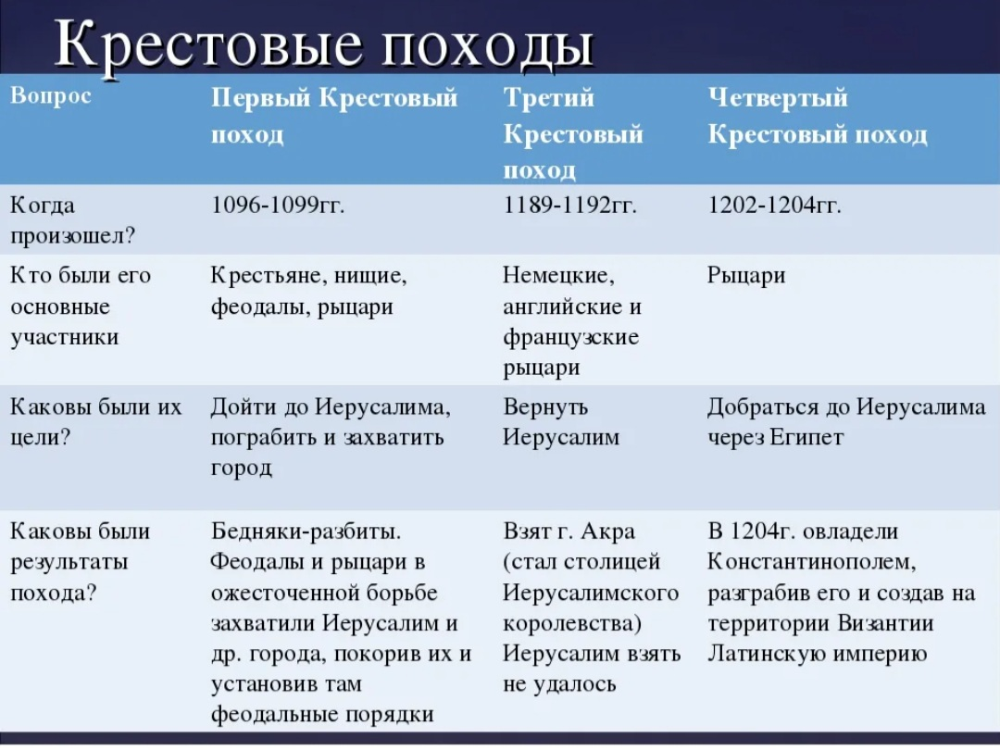 Крестовые походы
Вопрос
Первый Крестовый
поход
Третий
Крестовый
поход
Четвертый
Крестовый поход
Когда
произошел?
1096-1099гг.
1189-1192гг.
1202-1204гг.
Кто были его
основные
участники
Крестьяне, нищие,
феодалы, рыцари
Немецкие,
английские и
французские
рыцари
Рыцари
Каковы были их
цели?
Дойти до Иерусалима,
пограбить и захватить
город
Вернуть
Иерусалим
Добраться до Иерусалима
через Египет
Каковы были
результаты
похода?
Бедняки-разбиты.
Феодалы и рыцари в
ожесточенной борьбе
захватили Иерусалим и
др. города, покорив их и
установив там
феодальные порядки
Взят г. Акра
(стал столицей
Иерусалимского
королевства)
Иерусалим взять
не удалось
В 1204г. овладели
Константинополем,
разграбив его и создав на
территории Византии
Латинскую империю